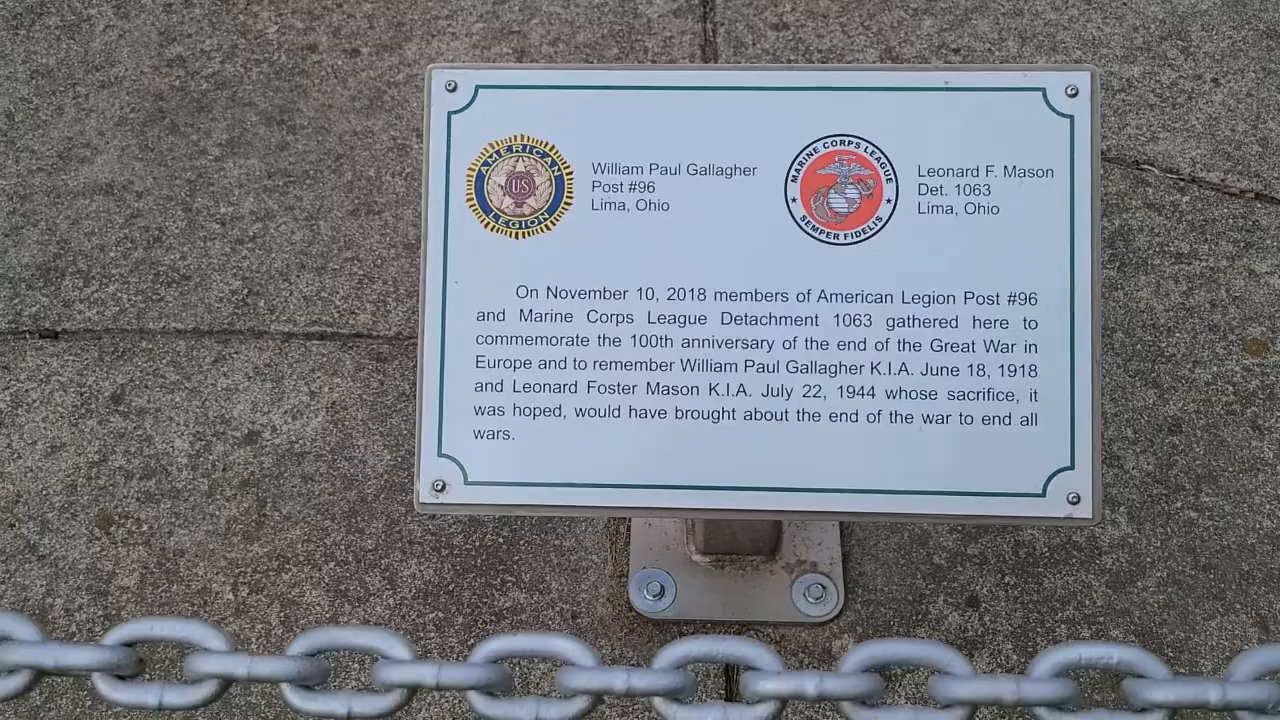 AMERICAN
U S
LEGION
William Paul Gallagher
Post #96
Lima, Ohio
MARINE CORPS LEAGUE
SEMPER FIDELIS
Leonard F. Mason
Det. 1063
Lima, Ohio
On November 10, 2018 members of American Legion Post #96
and Marine Corps League Detachment 1063 gathered here to
commemorate the 100th anniversary of the end of the Great War in
Europe and to remember William Paul Gallagher K.I.A. June 18, 1918
and Leonard Foster Mason K.I.A. July 22, 1944 whose sacrifice, it
was hoped, would have brought about the end of the war to end all
wars.